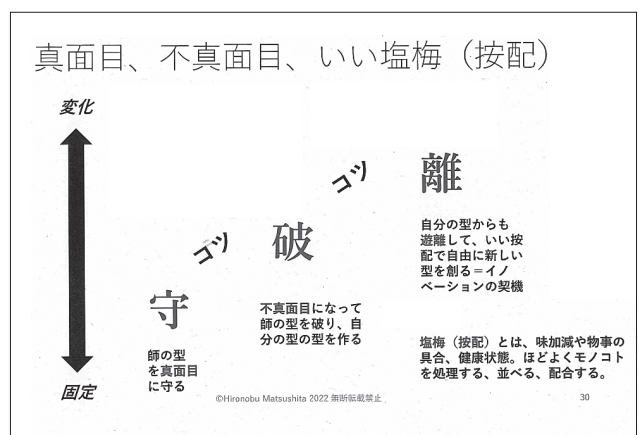 真面目、不真面目、いい塩梅（按配）
変化
コツ
離
コツ
破
自分の型からも
遊離して、いい按
配で自由に新しい
型を創る＝イノ
ベーションの契機
守
不真面目になって
師の型を破り、自
分の型の型を作る
師の型
を真面目
に守る
塩梅（按配）とは、味加減や物事の
具合、健康状態。ほどよくモノコト
を処理する、並べる、配合する。
固定
©Hironobu Matsushita 2022 無断転載禁止
30